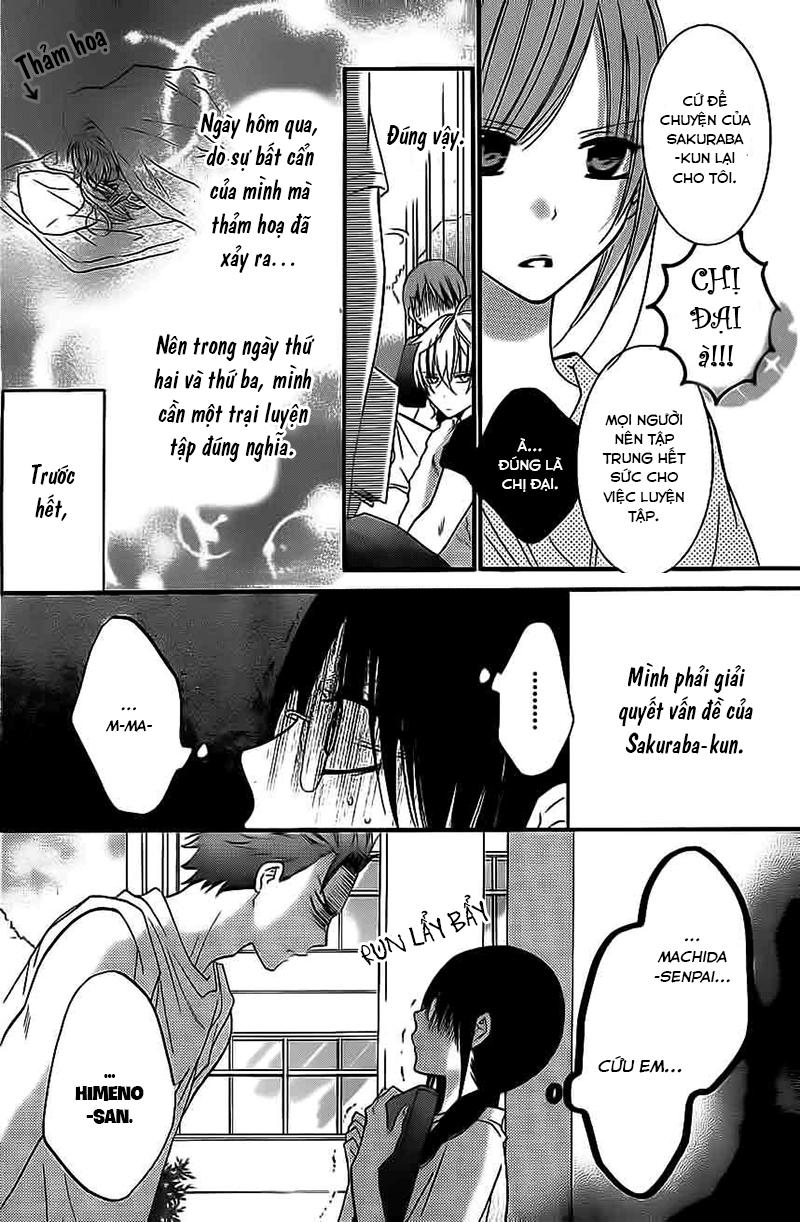 CỨ ĐỂ
CHUYỆN CỦA
SAKURABA
-KUN LẠI
CHO TÔI.
CHỊ
ĐẠI
à!!!
MỌI NGƯỜI
NÊN TẬP
TRUNG HẾT
SỨC CHO
VIỆC LUYỆN
TẬP.
À...
ĐÚNG LÀ
CHỊ ĐẠI.
Đúng vậy.
Thảm hoạ
Ngày hôm qua,
do sự bất cẩn
của mình mà
thảm hoạ đã
xảy ra...
Nên trong ngày thứ
hai và thứ ba, mình
cần một trại luyện
tập đúng nghĩa.
Trước
hết,
Mình phải giải
quyết vấn đề của
Sakuraba-kun.
........
...
M-MA-
...
MACHIDA
-SENPAI...
CỨU EM...
RUN LẨY BẨY
...
HIMENO
-SAN.